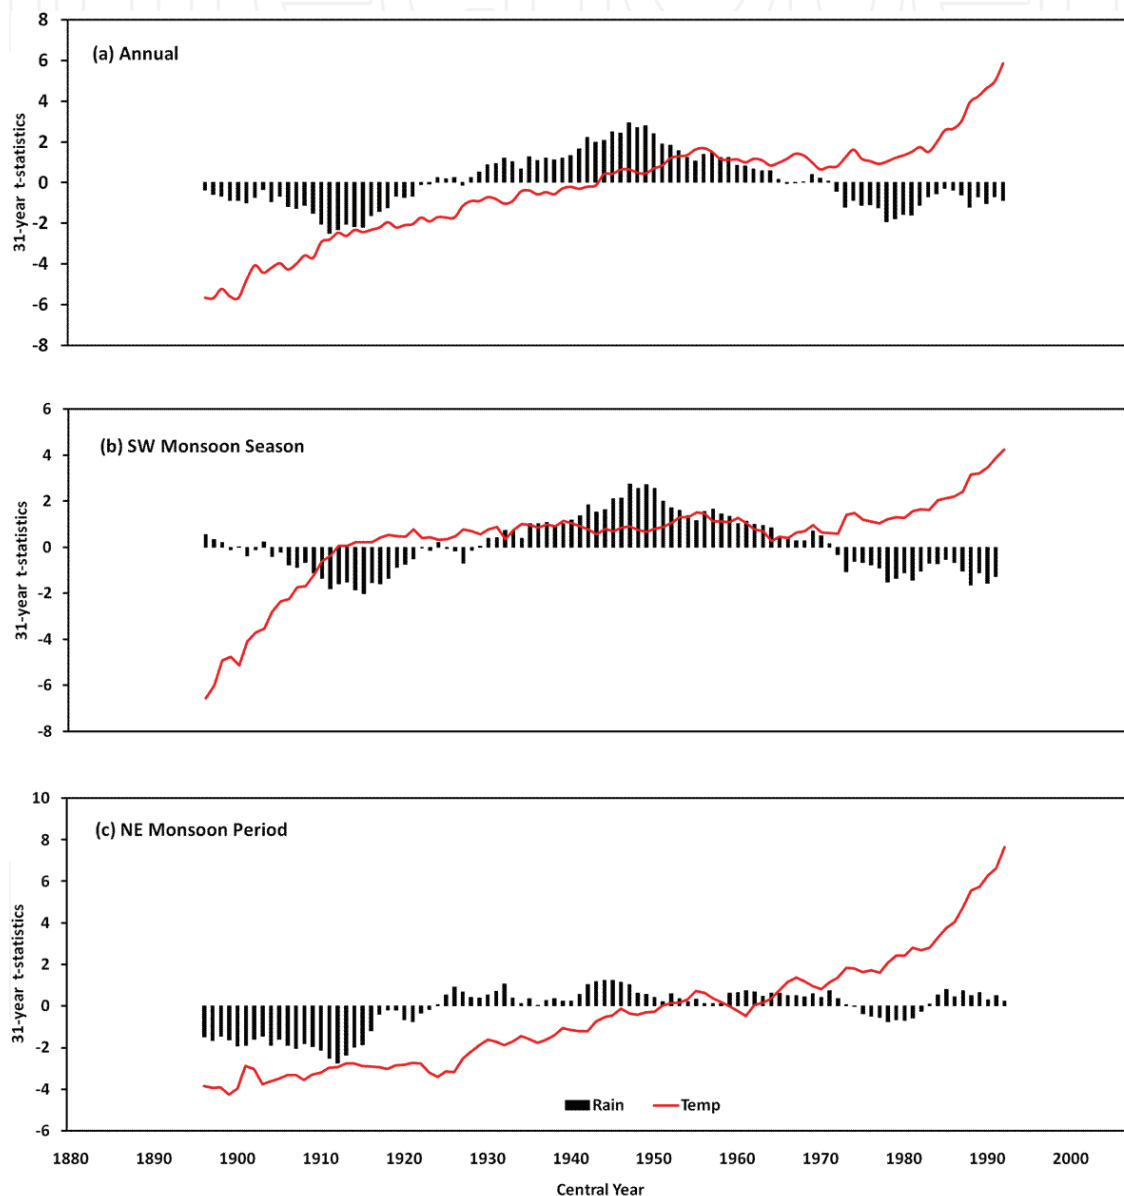 (a) Annual
31-year t-statistics
8
6
4
2
0
-2
-4
-6
-8
(b) SW Monsoon Season
31-year t-statistics
6
4
2
0
-2
-4
-6
-8
(c) NE Monsoon Period
31-year t-statistics
10
8
6
4
2
0
-2
-4
-6
Rain Temp
1880 1890 1900 1910 1920 1930 1940 1950 1960 1970 1980 1990 2000
Central Year